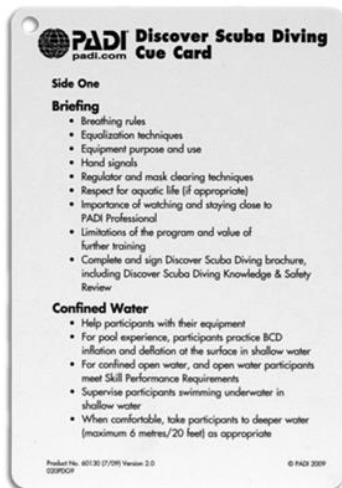 PADI Discover Scuba Diving
padi.com Cue Card
Side One
Briefing
• Breathing rules
• Equalization techniques
• Equipment purpose and use
• Hand signals
• Regulator and mask clearing techniques
• Respect for aquatic life (if appropriate)
• Importance of watching and staying close to
PADI Professional
• Limitations of the program and value of
further training
• Complete and sign Discover Scuba Diving brochure,
including Discover Scuba Diving Knowledge & Safety
Review
Confined Water
• Help participants with their equipment
• For pool experience, participants practice BCD
inflation and deflation at the surface in shallow water
• For confined open water, and open water participants
meet Skill Performance Requirements
• Supervise participants swimming underwater in
shallow water
• When comfortable, take participants to deeper water
(maximum 6 metres/20 feet) as appropriate
Product No. 60130 (7/09) Version 2.0 © PADI 2009